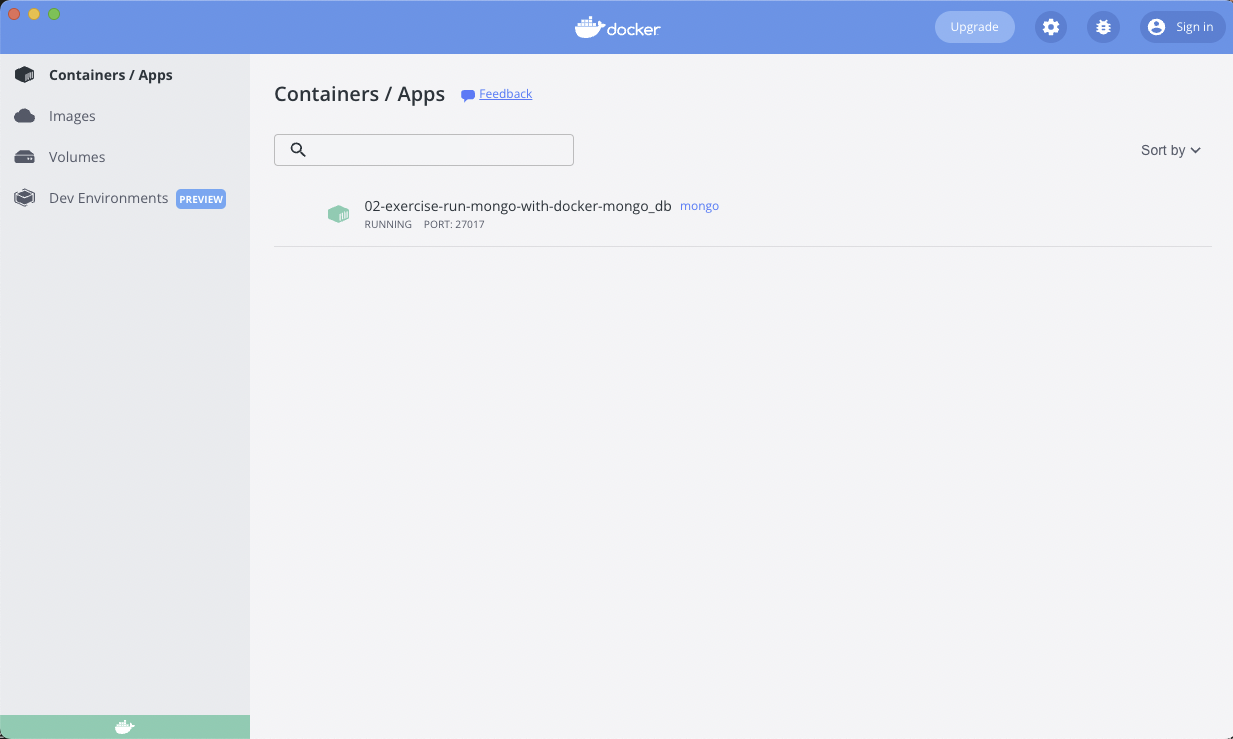 docker
Upgrade
Sign in
Containers / Apps
Images
Volumes
Dev Environments PREVIEW
Containers / Apps Feedback
Sort by
02-exercise-run-mongo-with-docker-mongo_db mongo
RUNNING PORT: 27017